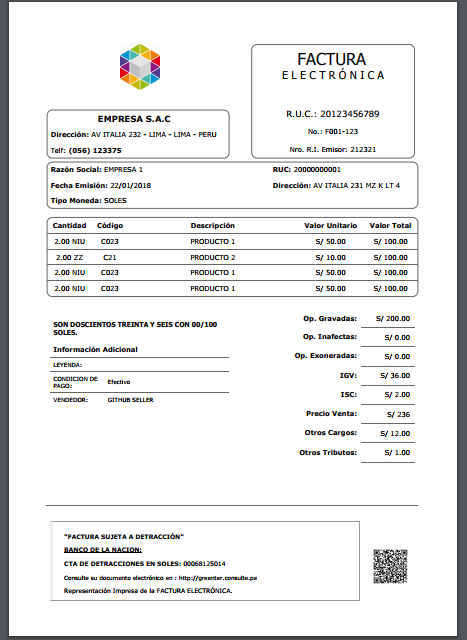 FACTURA
ELECTRÓNICA
R.U.C.: 20123456789
No.: F001-123
Nro. R.I. Emisor: 212321
EMPRESA S.A.C
Dirección: AV ITALIA 232 - LIMA - LIMA - PERU
Telf: (056) 123375
Razón Social: EMPRESA 1 RUC: 20000000001
Fecha Emisión: 22/01/2018 Dirección: AV ITALIA 231 MZ K LT 4
Tipo Moneda: SOLES
Cantidad Código Descripción Valor Unitario Valor Total
2.00 NIU C023 PRODUCTO 1 S/ 50.00 S/ 100.00
2.00 ZZ C21 PRODUCTO 2 S/ 10.00 S/ 100.00
2.00 NIU C023 PRODUCTO 1 S/ 50.00 S/ 100.00
2.00 NIU C023 PRODUCTO 1 S/ 50.00 S/ 100.00
SON DOSCIENTOS TREINTA Y SEIS CON 00/100
SOLES.
Información Adicional
LEYENDA:
CONDICION DE
PAGO: Efectivo
VENDEDOR: GITHUB SELLER
Op. Gravadas: S/ 200.00
Op. Inafectas: S/ 0.00
Op. Exoneradas: S/ 0.00
IGV: S/ 36.00
ISC: S/ 2.00
Precio Venta: S/ 236
Otros Cargos: S/ 12.00
Otros Tributos: S/ 1.00
"FACTURA SUJETA A DETRACCIÓN"
BANCO DE LA NACION:
CTA DE DETRACCIONES EN SOLES: 00068125014
Consulte su documento electrónico en : http://greenter.consulte.pe
Representación Impresa de la FACTURA ELECTRÓNICA.